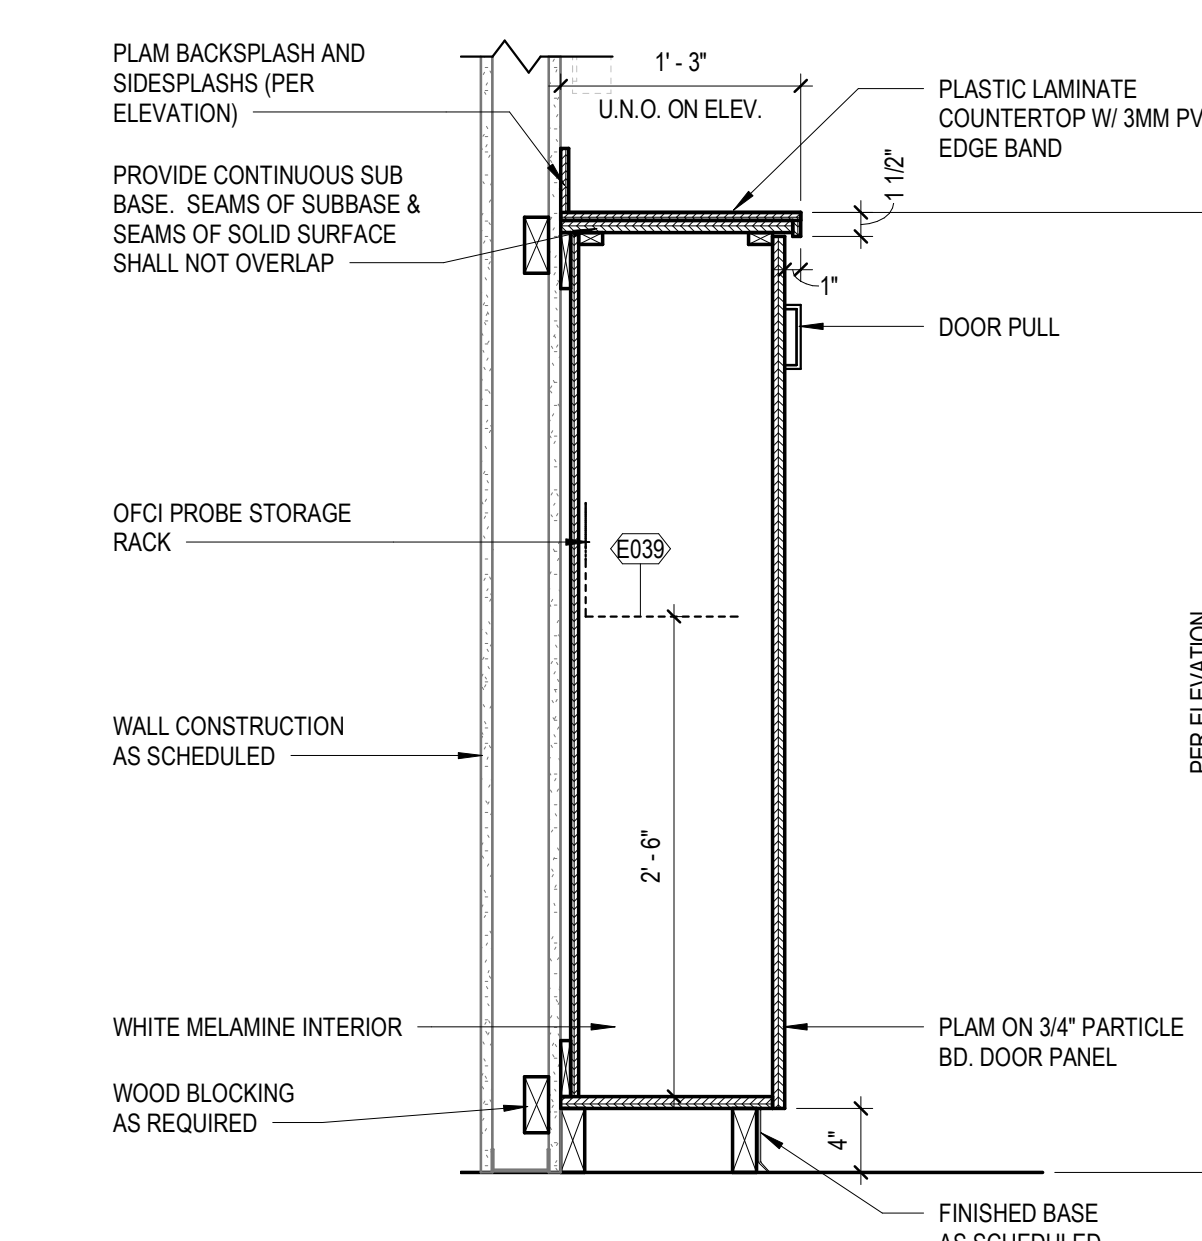 PLAM BACKSPLASH AND
SIDESPLASHS (PER
ELEVATION)
1' - 3"
U.N.O. ON ELEV.
PLASTIC LAMINATE
COUNTERTOP W/ 3MM PV
EDGE BAND
1 1/2"
PROVIDE CONTINUOUS SUB
BASE. SEAMS OF SUBBASE &
SEAMS OF SOLID SURFACE
SHALL NOT OVERLAP
1"
DOOR PULL
OFCI PROBE STORAGE
RACK
E039
PER ELEVATION
WALL CONSTRUCTION
AS SCHEDULED
2' - 6"
WHITE MELAMINE INTERIOR
PLAM ON 3/4" PARTICLE
BD. DOOR PANEL
WOOD BLOCKING
AS REQUIRED
4"
FINISHED BASE
AS SCHEDULED